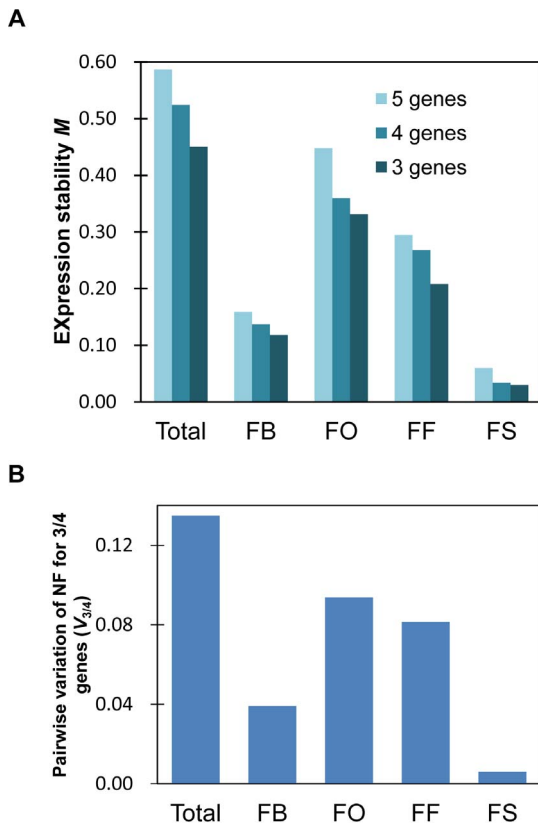 A
EXpression stability M
0.60
0.50
0.40
0.30
0.20
0.10
0.00
5 genes
4 genes
3 genes
Total FB FO FF FS
B
Pairwise variation of NF for 3/4
genes (V3/4)
0.12
0.08
0.04
0.00
Total FB FO FF FS